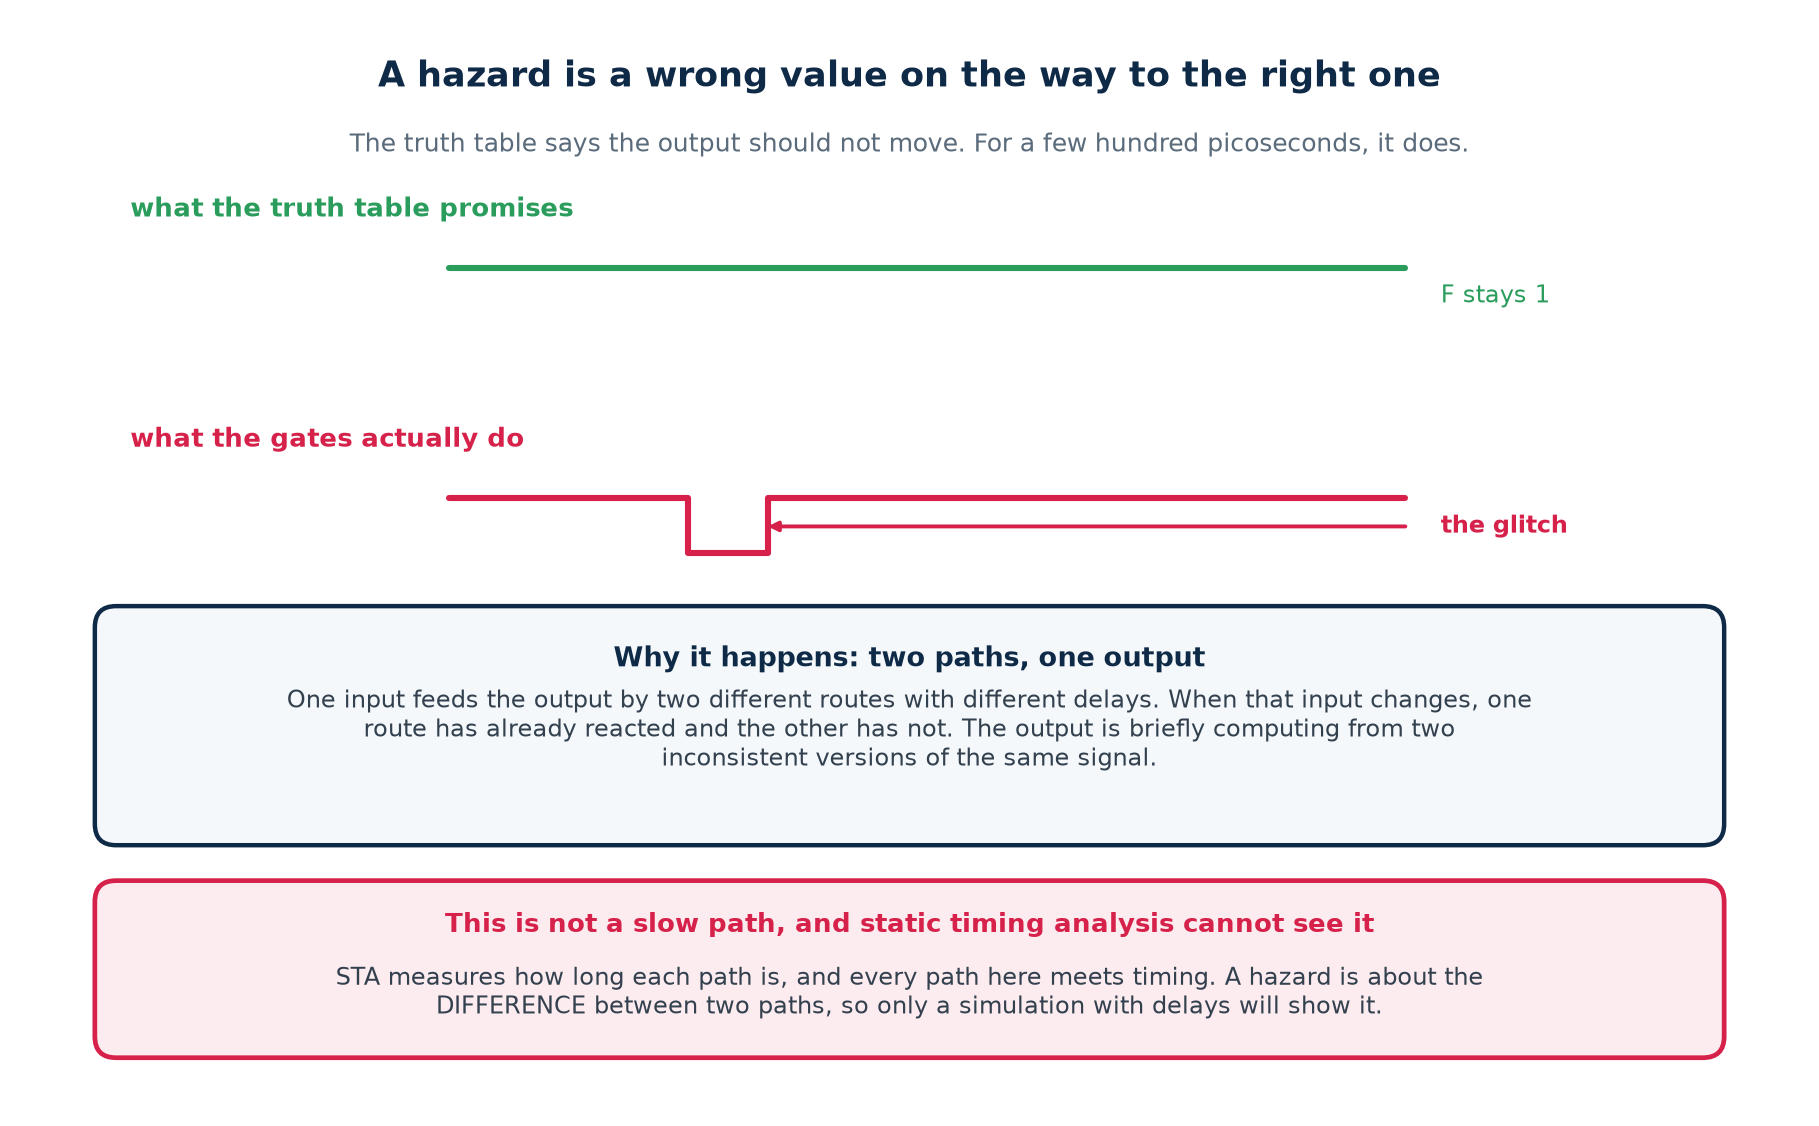 A hazard is a wrong value on the way to the right one
The truth table says the output should not move. For a few hundred picoseconds, it does.
what the truth table promises
F stays 1
what the gates actually do
the glitch
Why it happens: two paths, one output
One input feeds the output by two different routes with different delays. When that input changes, one
route has already reacted and the other has not. The output is briefly computing from two
inconsistent versions of the same signal.
This is not a slow path, and static timing analysis cannot see it
STA measures how long each path is, and every path here meets timing. A hazard is about the
DIFFERENCE between two paths, so only a simulation with delays will show it.